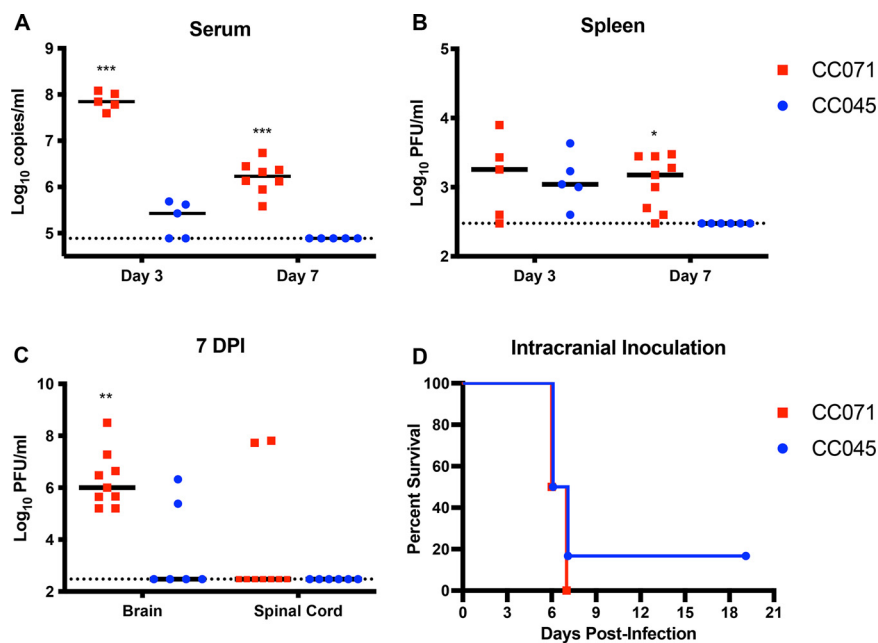 A
Serum
Log10 copies/ml
9
8
7
6
5
***
***
Day 3
Day 7
B
Spleen
Log10 PFU/ml
5
4
3
2
*
Day 3
Day 7
CC071
CC045
C
7 DPI
Log10 PFU/ml
10
8
6
4
2
**
Brain
Spinal Cord
D
Intracranial Inoculation
Percent Survival
100
80
60
40
20
0
0 3 6 9 12 15 18 21
Days Post-Infection
CC071
CC045